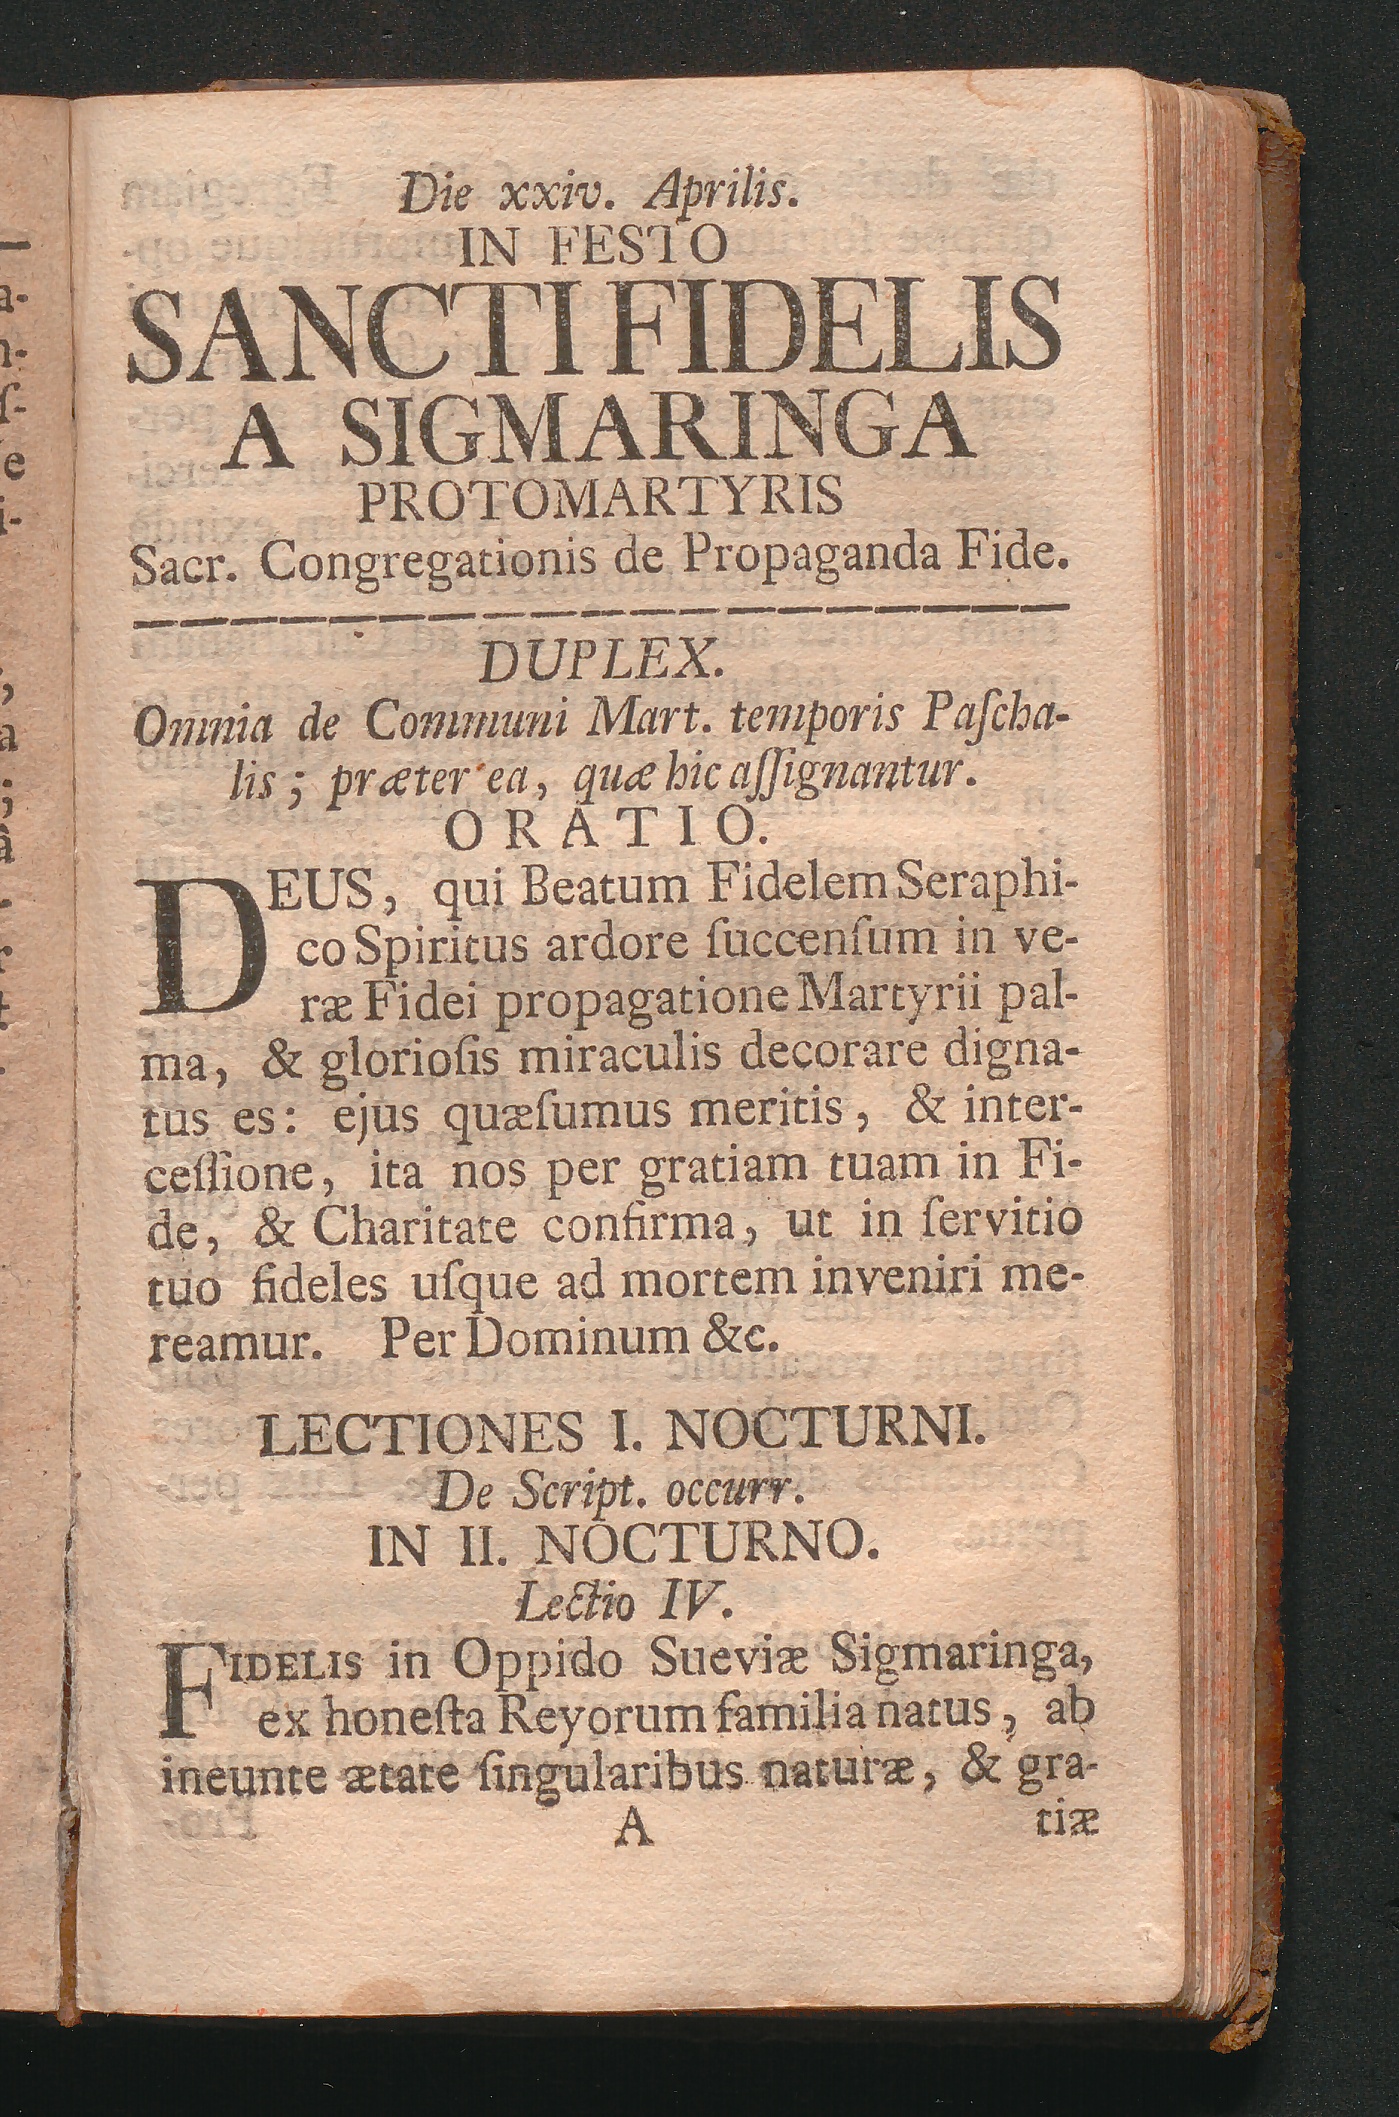 Die xxiv. Aprilis.
IN FESTO
SANCTI FIDELIS
A SIGMARINGA
PROTOMARTYRIS
Sacr. Congregationis de Propaganda Fide.
DUPLEX.
Omnia de Communi Mart. temporis Paſcha-
lis; præter ea, quæ hic aſſignantur.
ORATIO.
DEUS, qui Beatum Fidelem Seraphi-
co Spiritus ardore ſuccenſum in ve-
ræ Fidei propagatione Martyrii pal-
ma, & glorioſis miraculis decorare digna-
tus es: ejus quæſumus meritis, & inter-
ceſſione, ita nos per gratiam tuam in Fi-
de, & Charitate confirma, ut in ſervitio
tuo fideles uſque ad mortem inveniri me-
reamur. Per Dominum &c.
LECTIONES I. NOCTURNI.
De Script. occurr.
IN II. NOCTURNO.
Lectio IV.
FIDELIS in Oppido Sueviæ Sigmaringa,
ex honeſta Reyorum familia natus, ab
ineunte ætate ſingularibus naturæ, & gra-
A tiæ